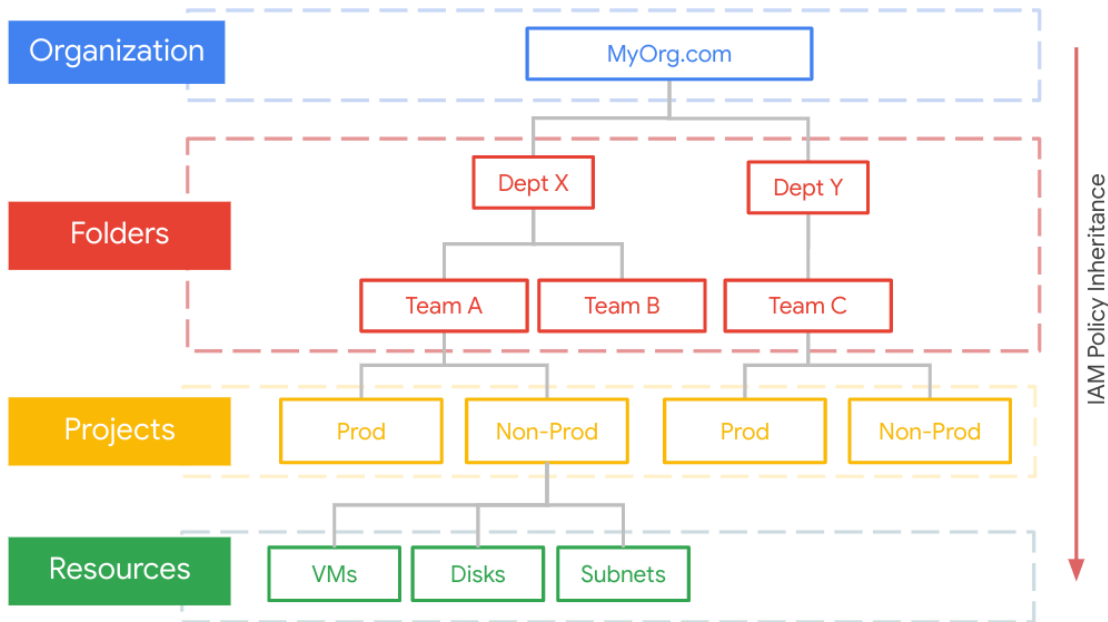 Organization
MyOrg.com
Folders
Dept X
Dept Y
Team A
Team B
Team C
Projects
Prod
Non-Prod
Prod
Non-Prod
Resources
VMs
Disks
Subnets
IAM Policy Inheritance